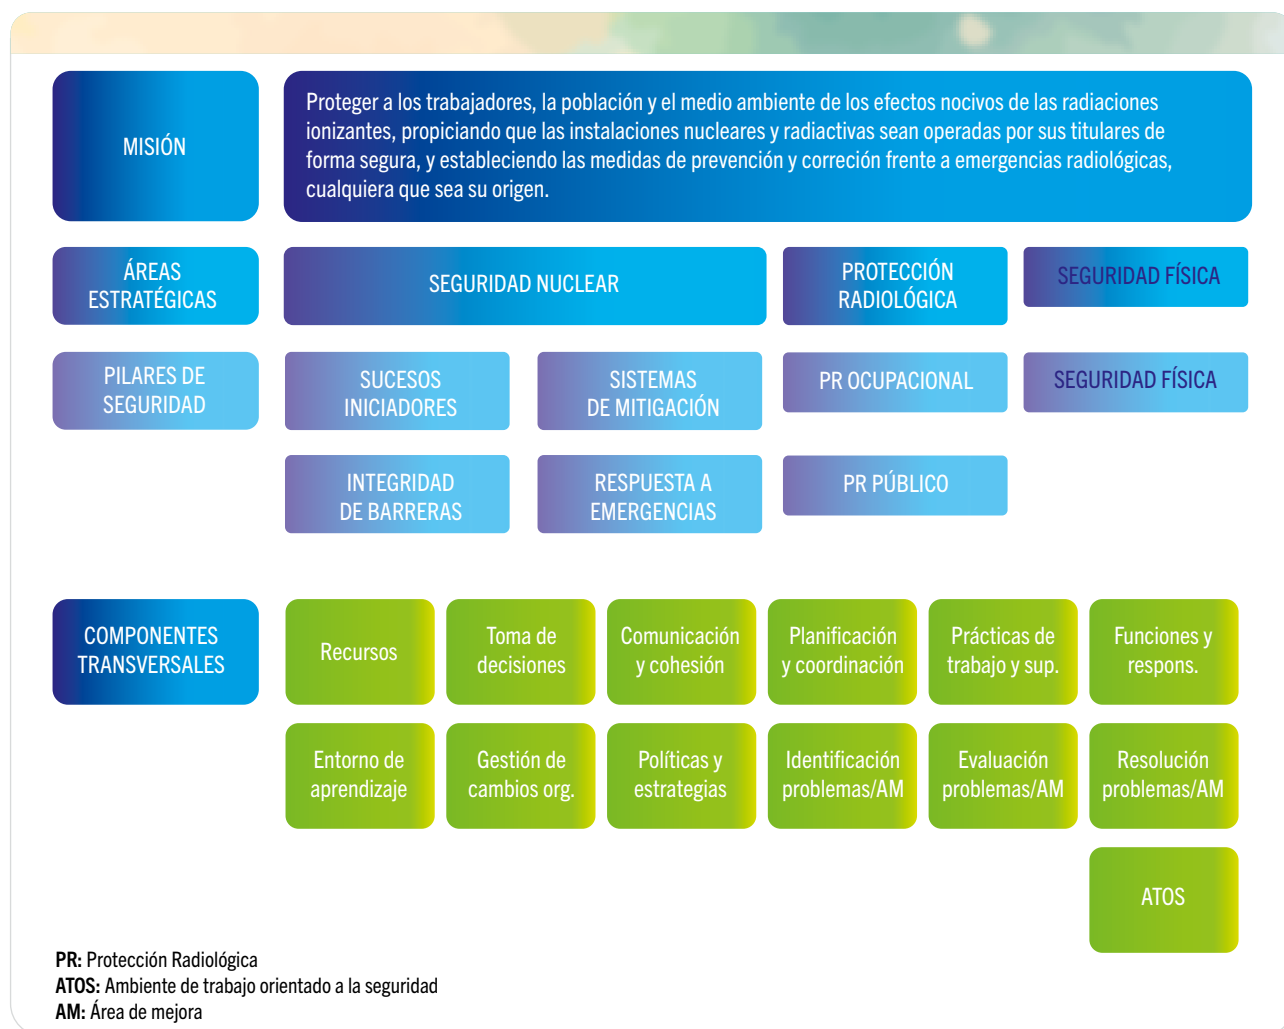 MISIÓN
Proteger a los trabajadores, la población y el medio ambiente de los efectos nocivos de las radiaciones
ionizantes, propiciando que las instalaciones nucleares y radiactivas sean operadas por sus titulares de
forma segura, y estableciendo las medidas de prevención y correción frente a emergencias radiológicas,
cualquiera que sea su origen.
ÁREAS
ESTRATÉGICAS
SEGURIDAD NUCLEAR
PROTECCIÓN
RADIOLÓGICA
SEGURIDAD FÍSICA
PILARES DE
SEGURIDAD
SUCESOS
INICIADORES
SISTEMAS
DE MITIGACIÓN
PR OCUPACIONAL
SEGURIDAD FÍSICA
INTEGRIDAD
DE BARRERAS
RESPUESTA A
EMERGENCIAS
PR PÚBLICO
COMPONENTES
TRANSVERSALES
Recursos
Toma de
decisiones
Comunicación
y cohesión
Planificación
y coordinación
Prácticas de
trabajo y sup.
Funciones y
respons.
Entorno de
aprendizaje
Gestión de
cambios org.
Políticas y
estrategias
Identificación
problemas/AM
Evaluación
problemas/AM
Resolución
problemas/AM
ATOS
PR: Protección Radiológica
ATOS: Ambiente de trabajo orientado a la seguridad
AM: Área de mejora